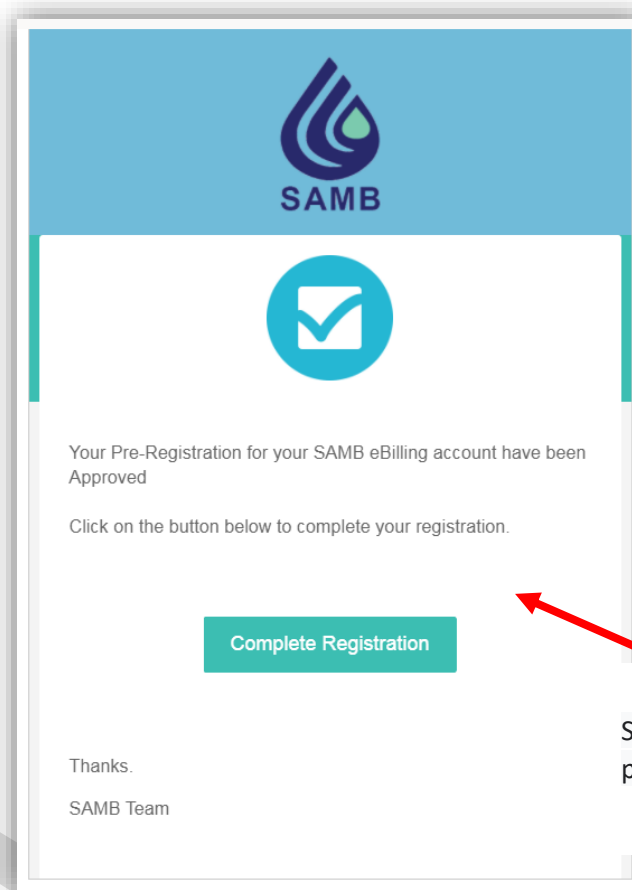 SAMB
Your Pre-Registration for your SAMB eBilling account have been
Approved
Click on the button below to complete your registration.
Complete Registration
Thanks.
SAMB Team